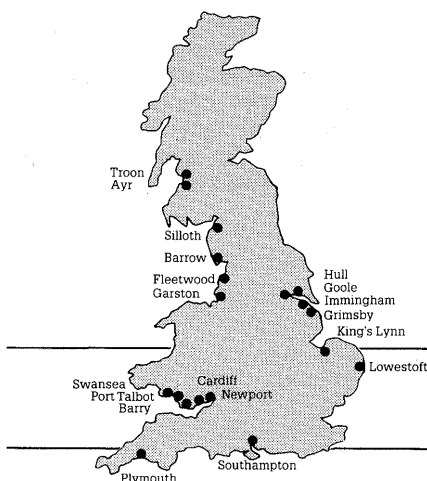 Troon
Ayr
Silloth
Barrow
Fleetwood
Garston
Hull
Goole
Immingham
Grimsby
King's Lynn
Lowestoft
Swansea
Port Talbot
Barry
Cardiff
Newport
Southampton
Plymouth